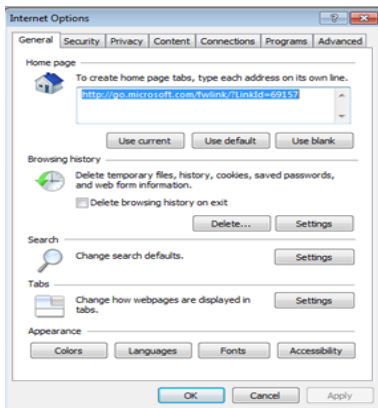 Internet Options
General Security Privacy Content Connections Programs Advanced
Home page
To create home page tabs, type each address on its own line.
http://go.microsoft.com/fwlink/?LinkId=69157
Use current Use default Use blank
Browsing history
Delete temporary files, history, cookies, saved passwords,
and web form information.
Delete browsing history on exit
Delete... Settings
Search
Change search defaults. Settings
Tabs
Change how webpages are displayed in Settings
tabs.
Appearance
Colors Languages Fonts Accessibility
OK Cancel Apply